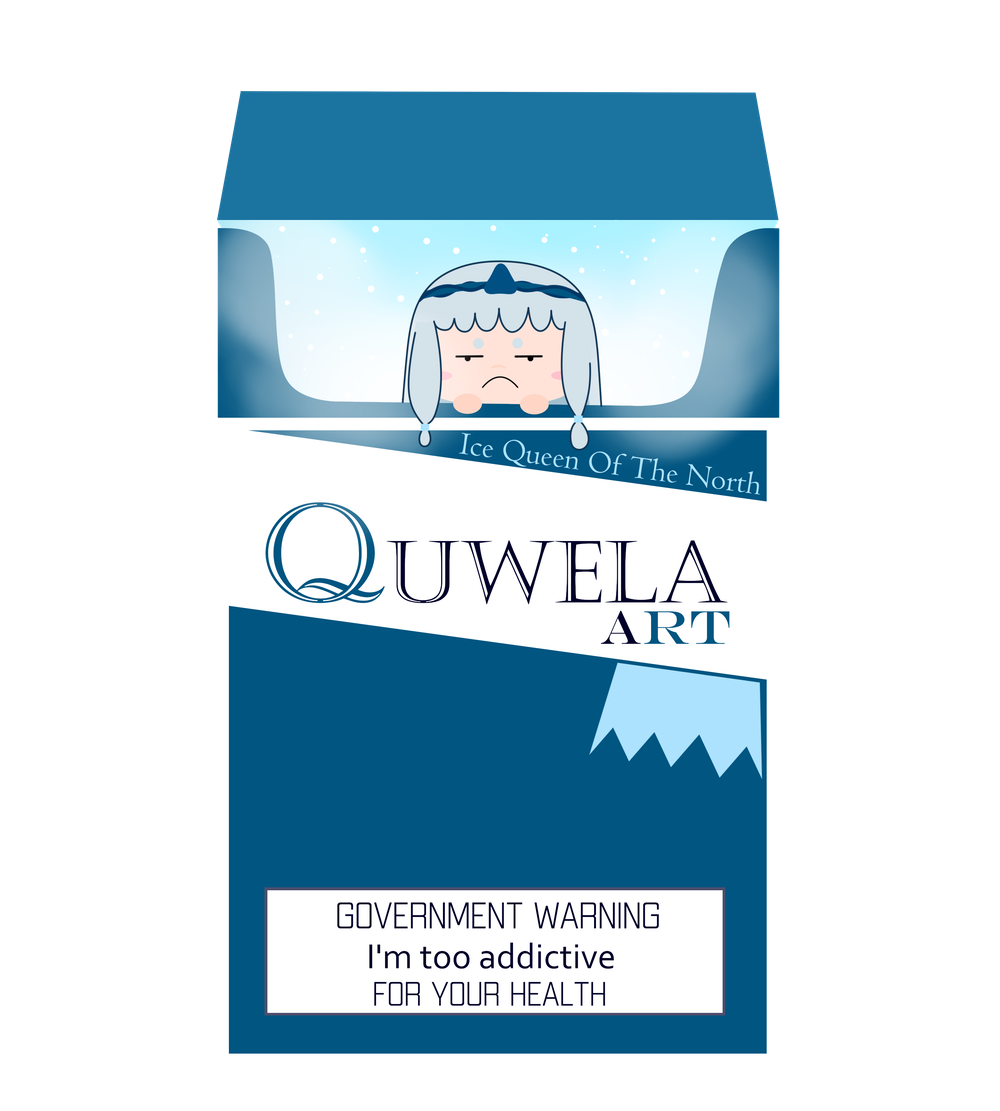 Ice Queen Of The North
QUWELA
ART
GOVERNMENT WARNING
I'm too addictive
FOR YOUR HEALTH